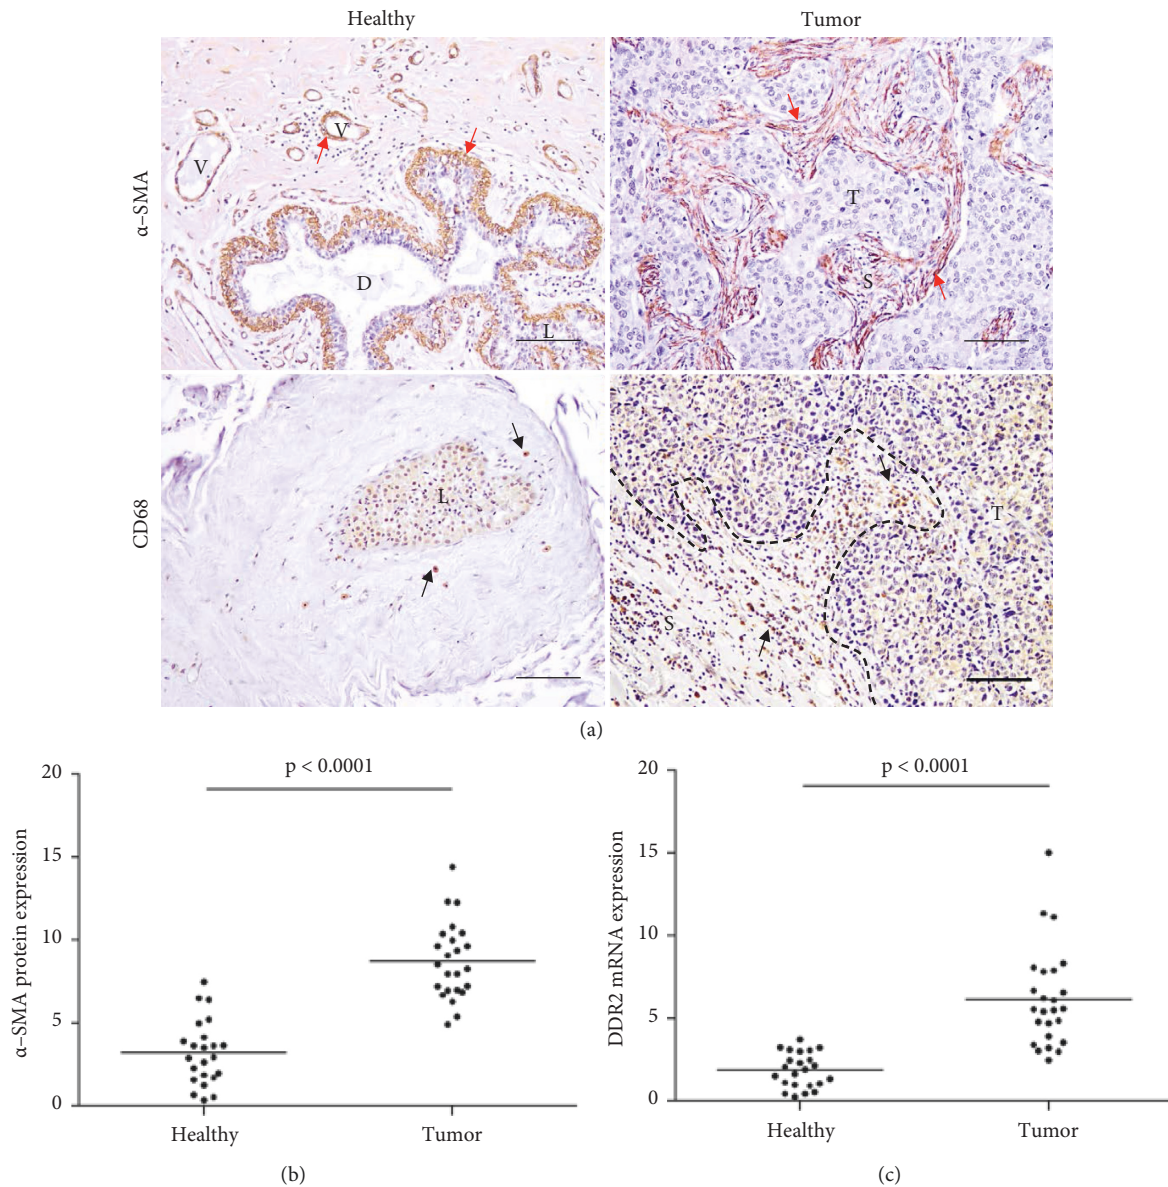 Healthy
Tumor
α–SMA
V
V
D
L
T
S
CD68
L
T
S
(a)
p < 0.0001
20
15
10
5
0
α–SMA protein expression
Healthy
Tumor
(b)
p < 0.0001
20
15
10
5
0
DDR2 mRNA expression
Healthy
Tumor
(c)